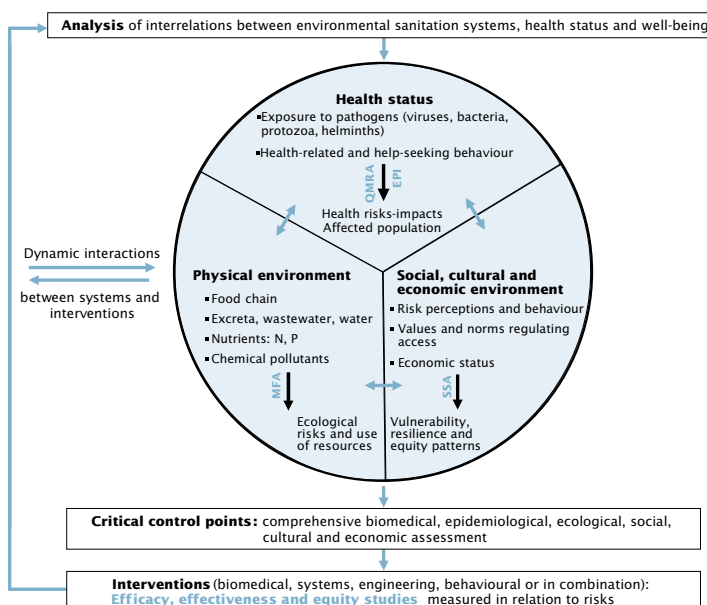 Analysis of interrelations between environmental sanitation systems, health status and well-being
Health status
▪Exposure to pathogens (viruses, bacteria,
protozoa, helminths)
▪Health-related and help-seeking behaviour
QMRA
EPI
Health risks-impacts
Affected population
Dynamic interactions
between systems and
interventions
Physical environment
▪Food chain
▪Excreta, wastewater, water
▪Nutrients: N, P
▪Chemical pollutants
MFA
Ecological
risks and use
of resources
Social, cultural and
economic environment
▪Risk perceptions and behaviour
▪Values and norms regulating
access
▪Economic status
SSA
Vulnerability,
resilience and
equity patterns
Critical control points: comprehensive biomedical, epidemiological, ecological, social,
cultural and economic assessment
Interventions (biomedical, systems, engineering, behavioural or in combination):
Efficacy, effectiveness and equity studies measured in relation to risks